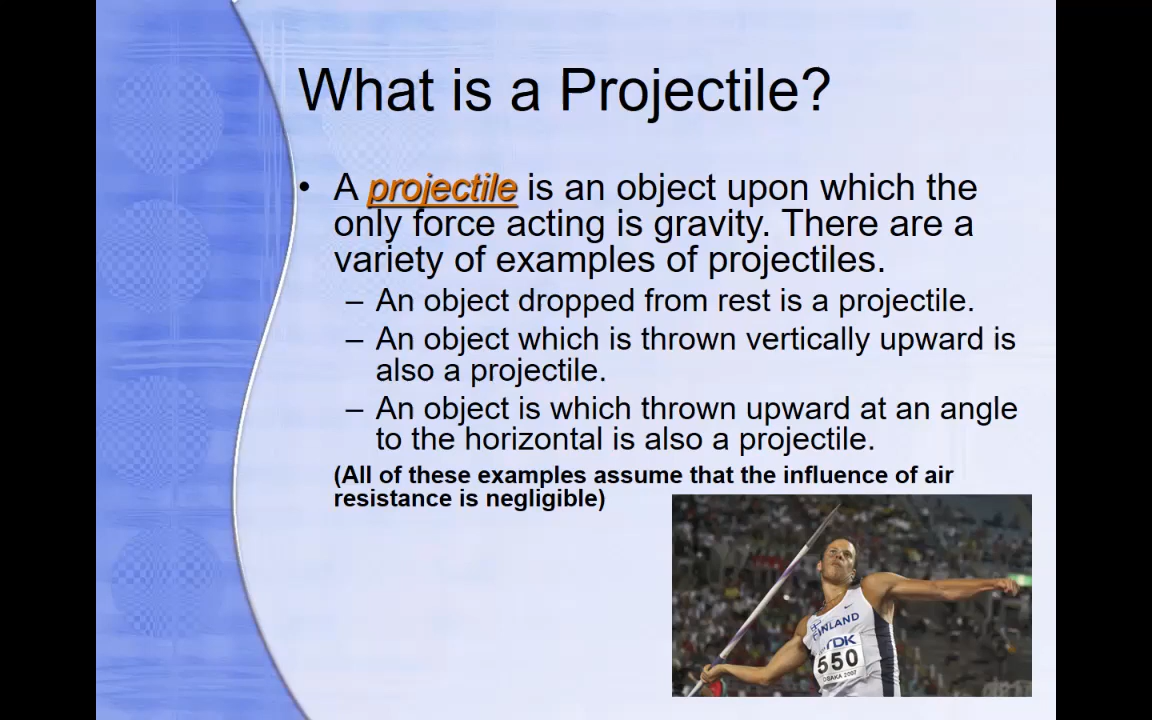 What is a Projectile?
• A projectile is an object upon which the
only force acting is gravity. There are a
variety of examples of projectiles.
– An object dropped from rest is a projectile.
– An object which is thrown vertically upward is
also a projectile.
– An object is which thrown upward at an angle
to the horizontal is also a projectile.
(All of these examples assume that the influence of air
resistance is negligible)
FINLAND
TDK
550
OSAKA 2007